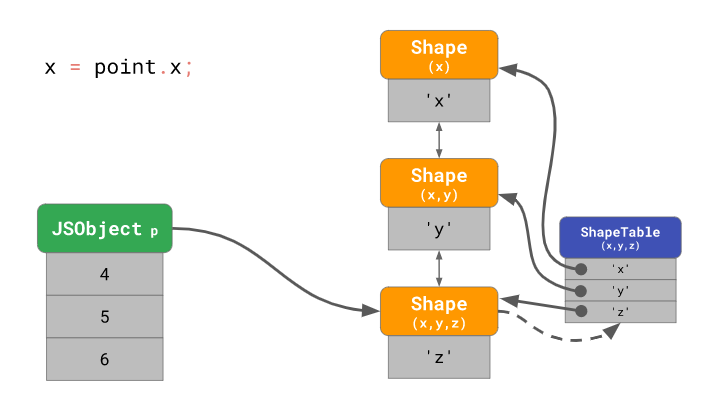 x = point.x;
Shape
(x)
'x'
Shape
(x,y)
'y'
Shape
(x,y,z)
'z'
JSObject p
4
5
6
ShapeTable
(x,y,z)
'x'
'y'
'z'